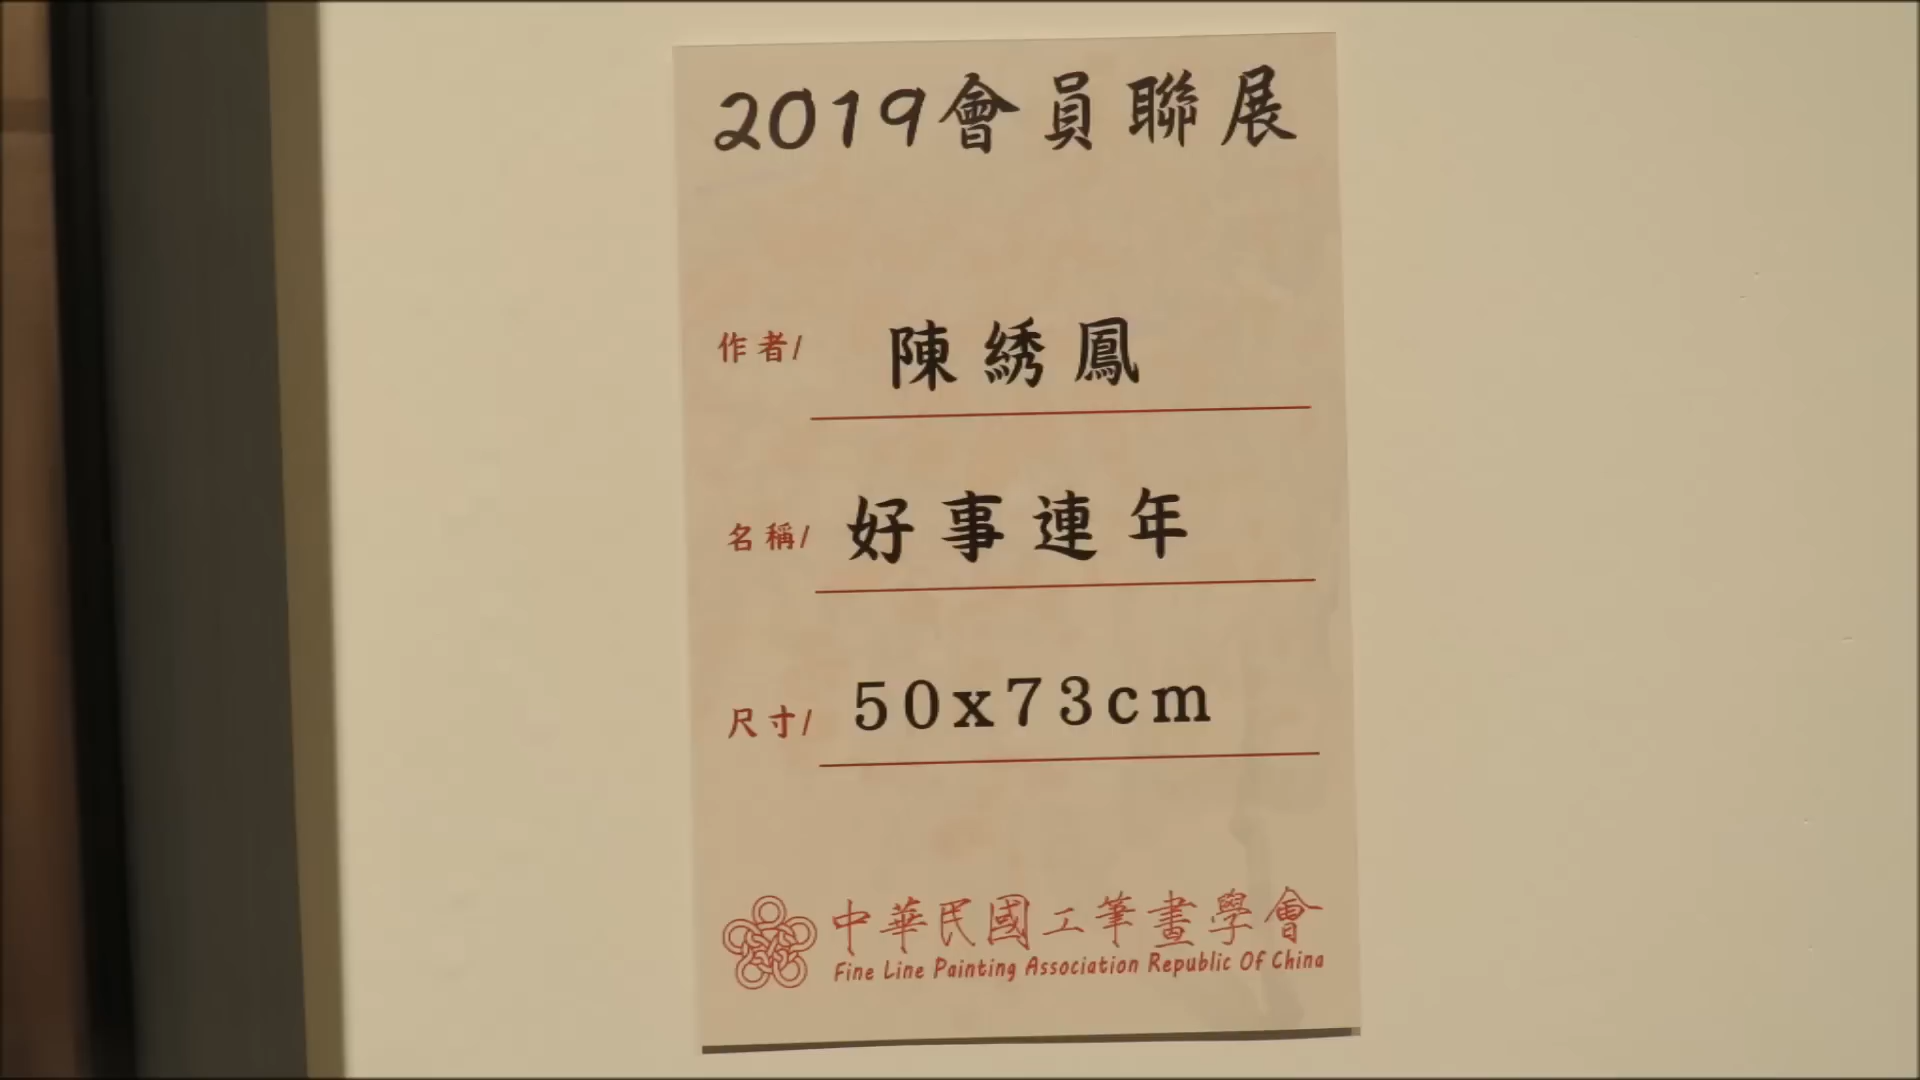 2019會員聯展
作者/ 陳綉鳳
名稱/ 好事連年
尺寸/ 50x73cm
中華民國工筆畫學會
Fine Line Painting Association Republic Of China